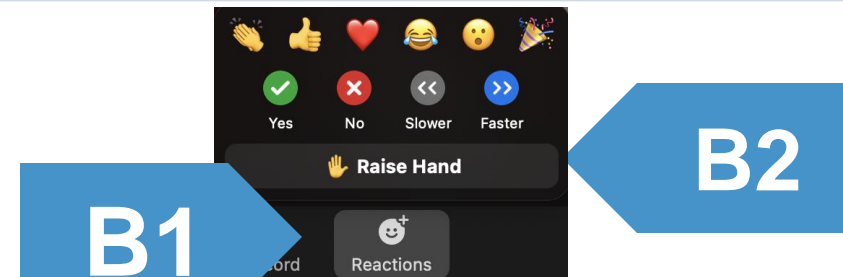 Yes No Slower Faster
Raise Hand
B2
B1
Reactions